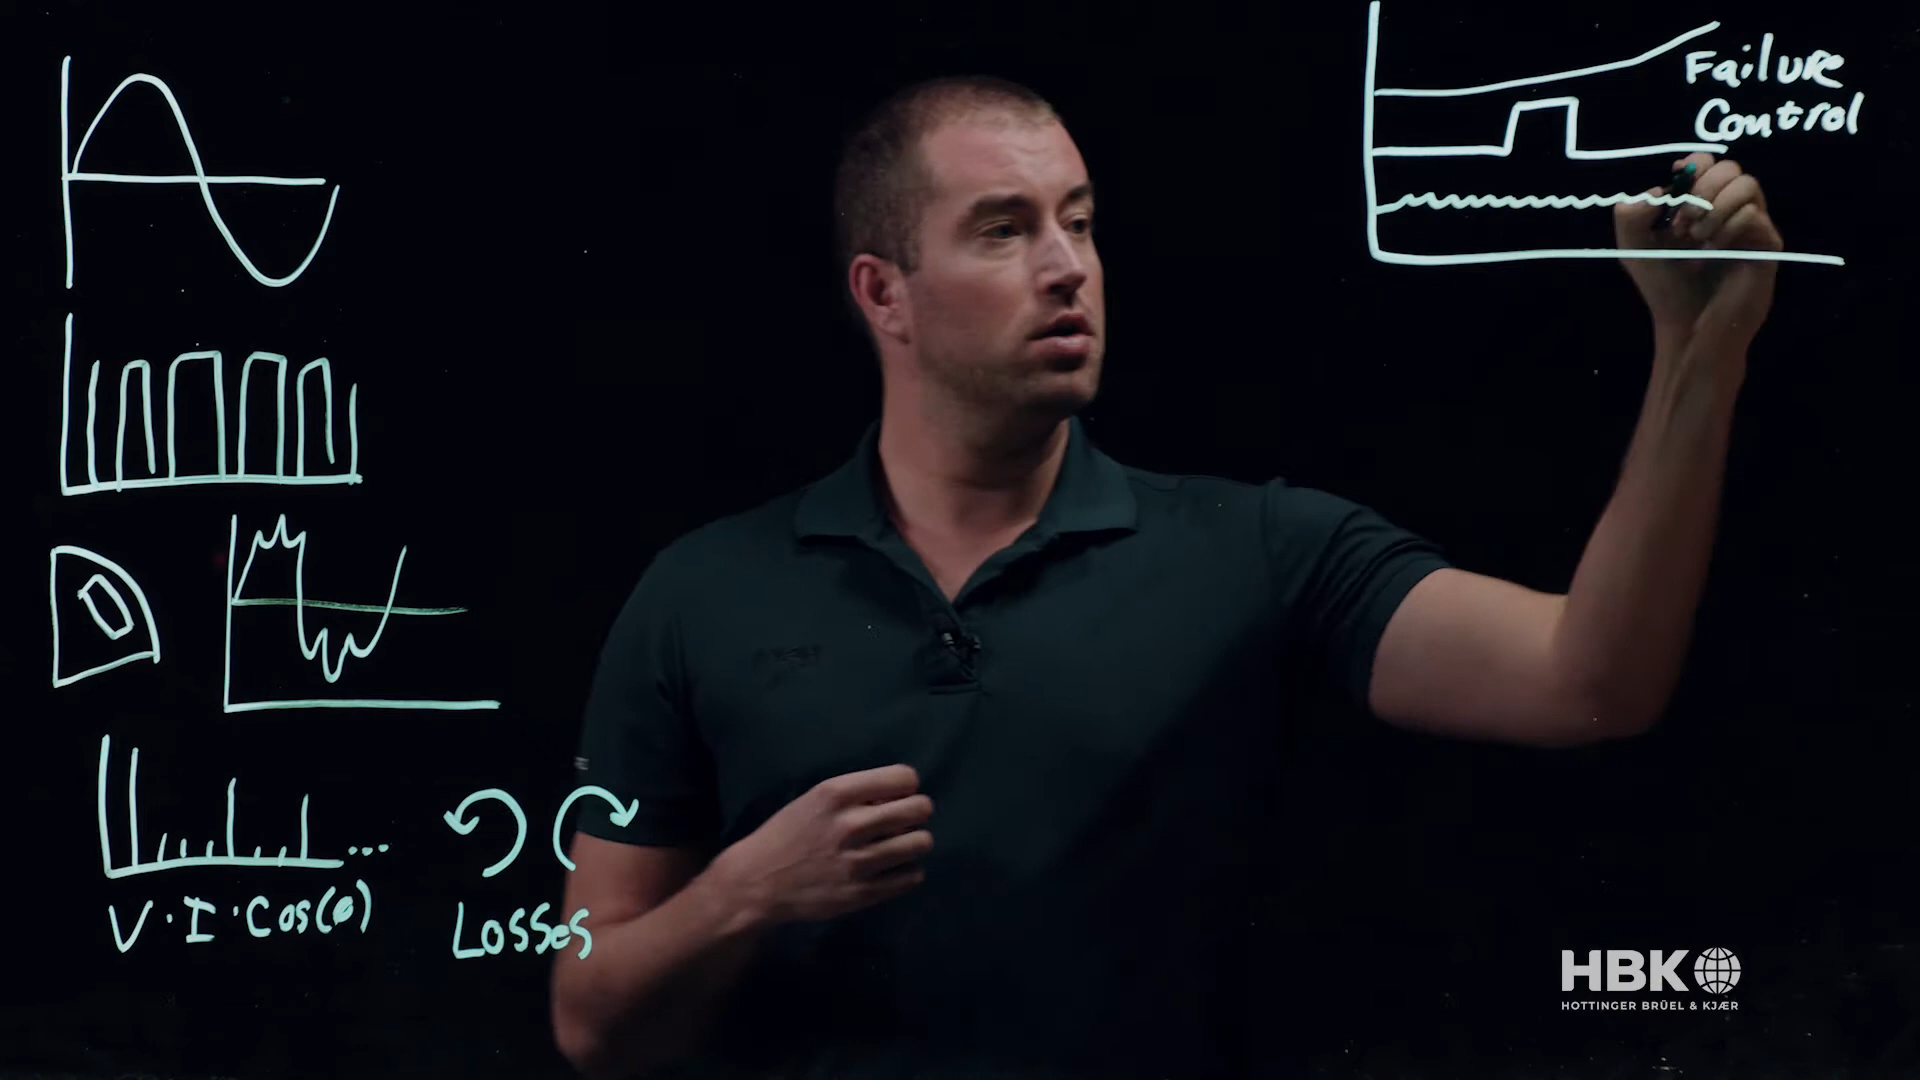 Failure
Control
V·I·Cos(ø)
Losses
HBK
HOTTINGER BRÜEL & KJÆR